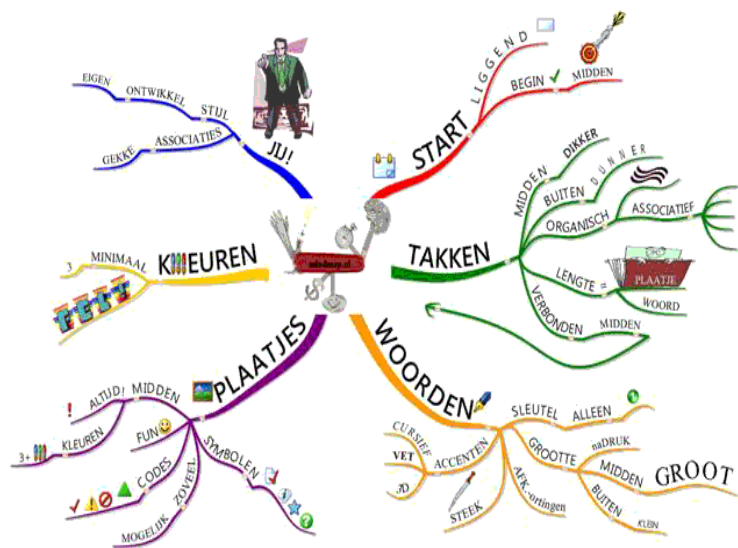 START
LIGGEND
BEGIN
MIDDEN
TAKKEN
MIDDEN
DIKKER
BUITEN
DUNNER
ORGANISCH
ASSOCIATIEF
LENGTE =
PLAATJE
WOORD
VERBONDEN
MIDDEN
WOORDEN
SLEUTEL
ALLEEN
GROOTTE
naDRUK
MIDDEN
GROOT
BUITEN
KLEIN
AFK.-ortingen
STEEK
ACCENTEN
CURSIEF
VET
3D
PLAATJES
MIDDEN
ALTIJD!
KLEUREN
3+
FUN
SYMBOLEN
CODES
ZOVEEL
MOGELIJK
K EUREN
MINIMAAL
3
JIJ!
STIJL
ONTWIKKEL
EIGEN
ASSOCIATIES
GEKKE